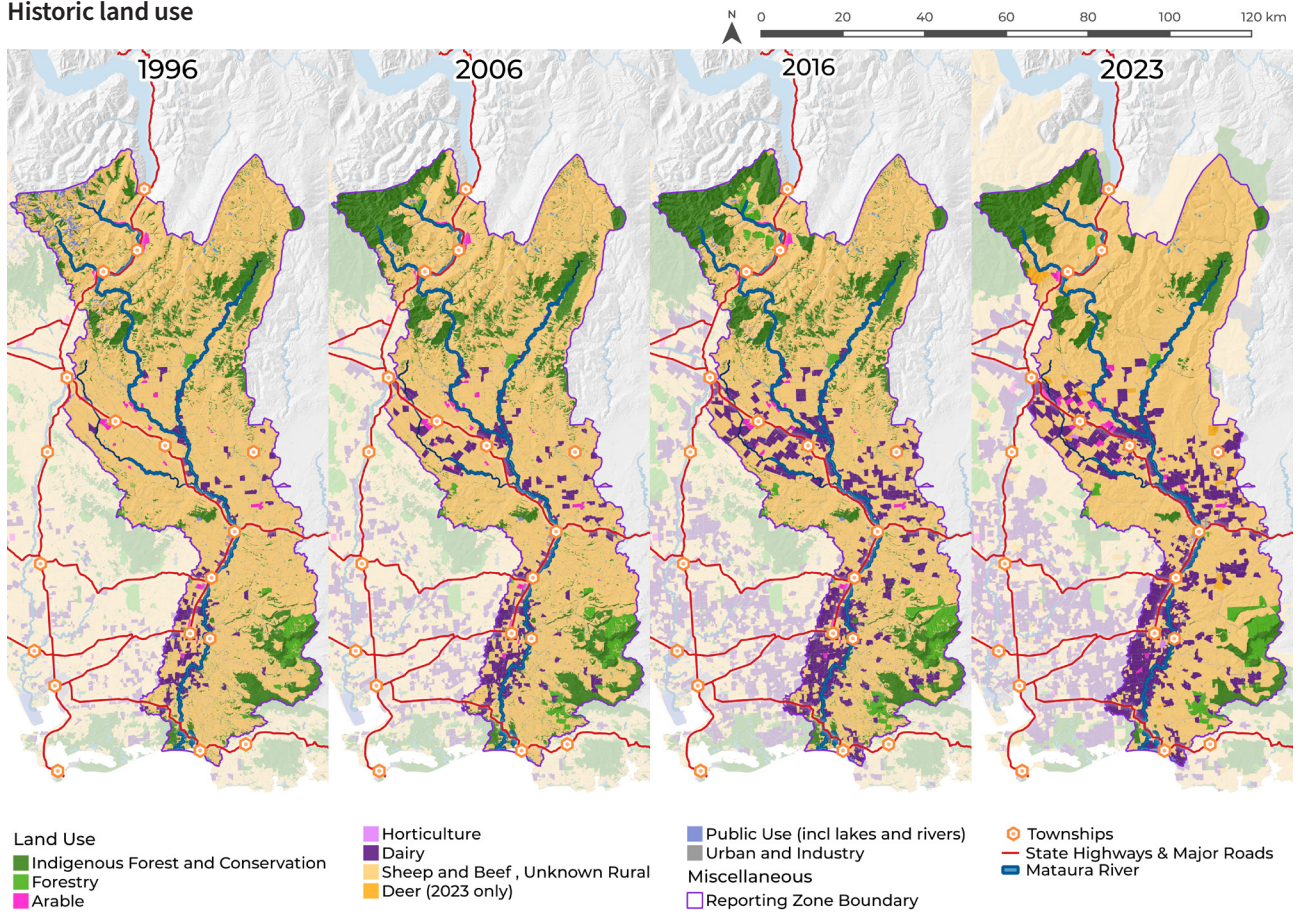 Historic land use
N
0 20 40 60 80 100 120 km
1996
2006
2016
2023
Land Use
Indigenous Forest and Conservation
Forestry
Arable
Horticulture
Dairy
Sheep and Beef , Unknown Rural
Deer (2023 only)
Public Use (incl lakes and rivers)
Urban and Industry
Miscellaneous
Reporting Zone Boundary
Townships
State Highways & Major Roads
Mataura River